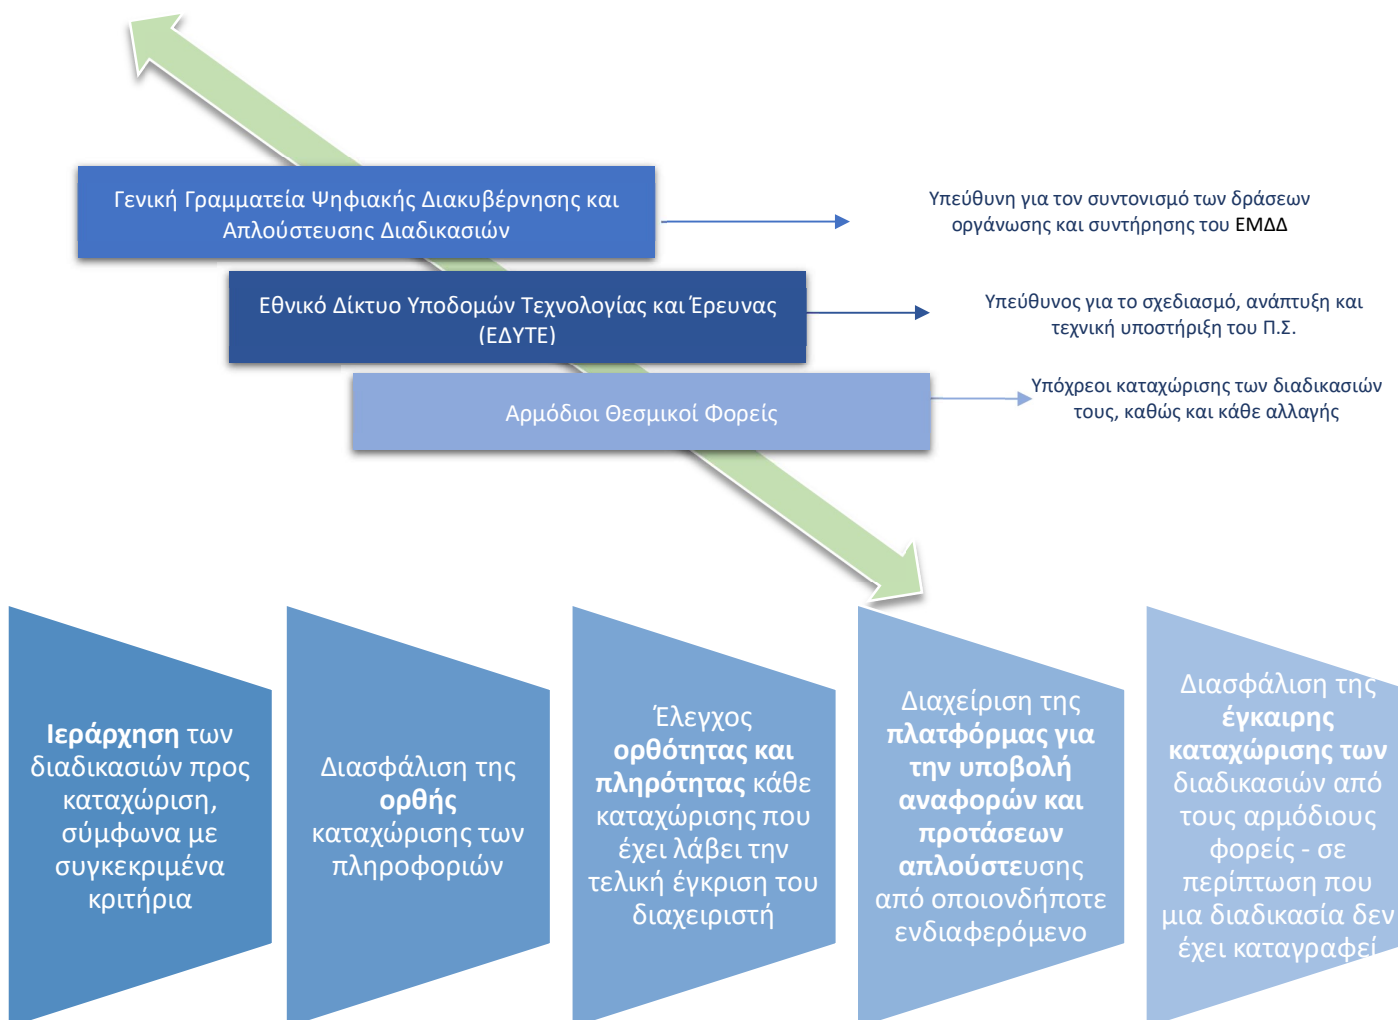 Γενική Γραμματεία Ψηφιακής Διακυβέρνησης και
Απλούστευσης Διαδικασιών
Υπεύθυνη για τον συντονισμό των δράσεων
οργάνωσης και συντήρησης του ΕΜΔΔ
Εθνικό Δίκτυο Υποδομών Τεχνολογίας και Έρευνας
(ΕΔΥΤΕ)
Υπεύθυνος για το σχεδιασμό, ανάπτυξη και
τεχνική υποστήριξη του Π.Σ.
Αρμόδιοι Θεσμικοί Φορείς
Υπόχρεοι καταχώρισης των διαδικασιών
τους, καθώς και κάθε αλλαγής
Ιεράρχηση των
διαδικασιών προς
καταχώριση,
σύμφωνα με
συγκεκριμένα
κριτήρια
Διασφάλιση της
ορθής
καταχώρισης των
πληροφοριών
Έλεγχος
ορθότητας και
πληρότητας κάθε
καταχώρισης που
έχει λάβει την
τελική έγκριση του
διαχειριστή
Διαχείριση της
πλατφόρμας για
την υποβολή
αναφορών και
προτάσεων
απλούστευσης
από οποιονδήποτε
ενδιαφερόμενο
Διασφάλιση της
έγκαιρης
καταχώρισης των
διαδικασιών από
τους αρμόδιους
φορείς - σε
περίπτωση που
μια διαδικασία δεν
έχει καταγραφεί